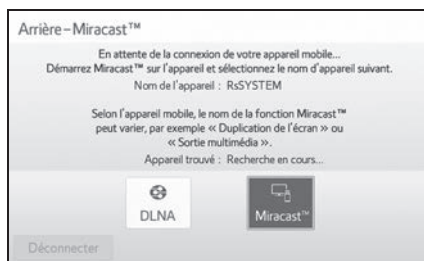 Arrière–Miracast™
En attente de la connexion de votre appareil mobile...
Démarrez Miracast™ sur l'appareil et sélectionnez le nom d'appareil suivant.
Nom de l'appareil : RsSYSTEM
Selon l'appareil mobile, le nom de la fonction Miracast™
peut varier, par exemple « Duplication de l'écran » ou
« Sortie multimédia ».
Appareil trouvé : Recherche en cours...
DLNA
Miracast™
Déconnecter